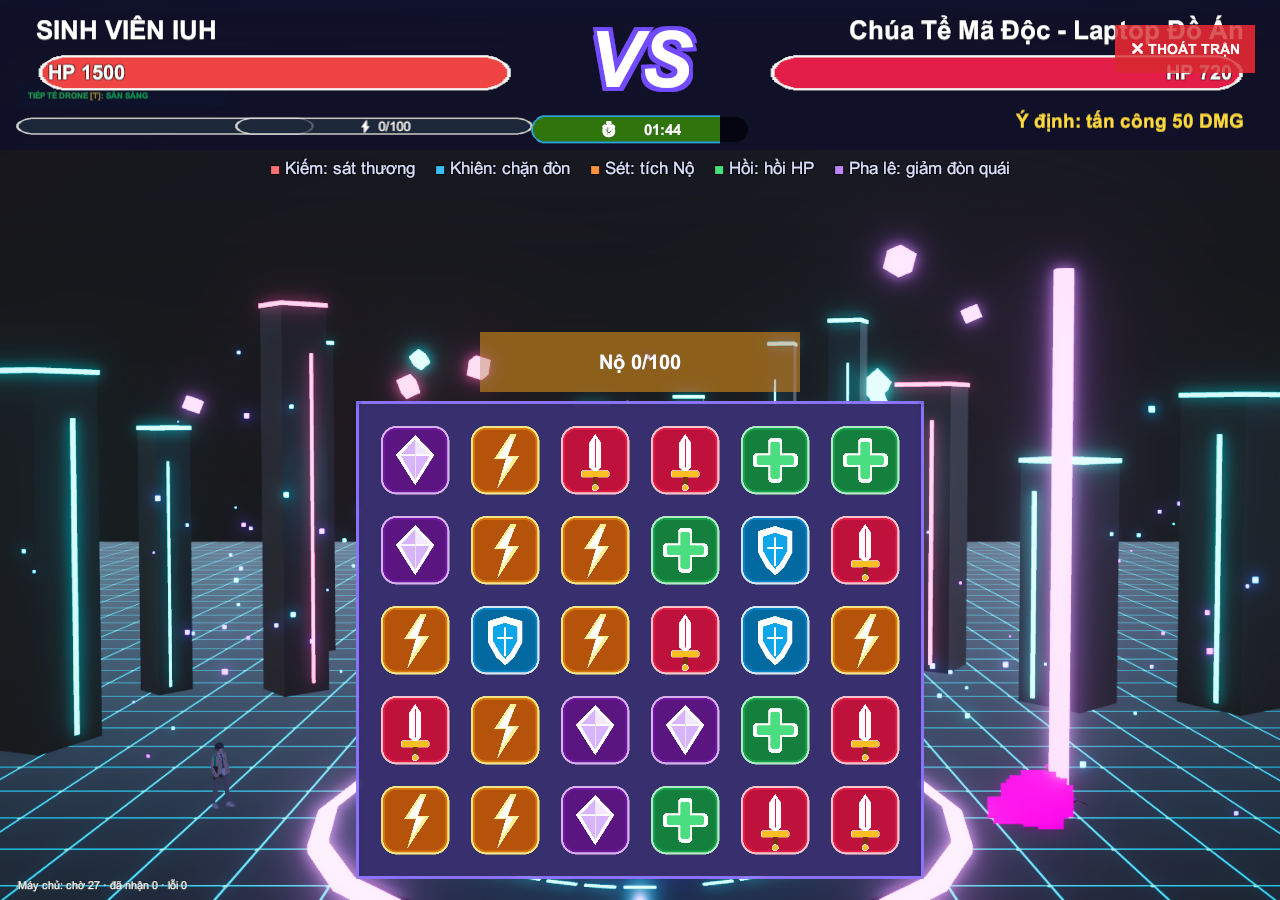 SINH VIÊN IUH
VS
Chúa Tể Mã Độc - Laptop Đồ Án
✕ THOÁT TRẬN
HP 1500
HP 720
TIẾP TẾ DRONE [T]: SẴN SÀNG
0/100
01:44
Ý định: tấn công 50 DMG
Kiếm: sát thương
Khiên: chặn đòn
Sét: tích Nộ
Hồi: hồi HP
Pha lê: giảm đòn quái
Nộ 0/100
Máy chủ: chờ 27 · đã nhận 0 · lỗi 0